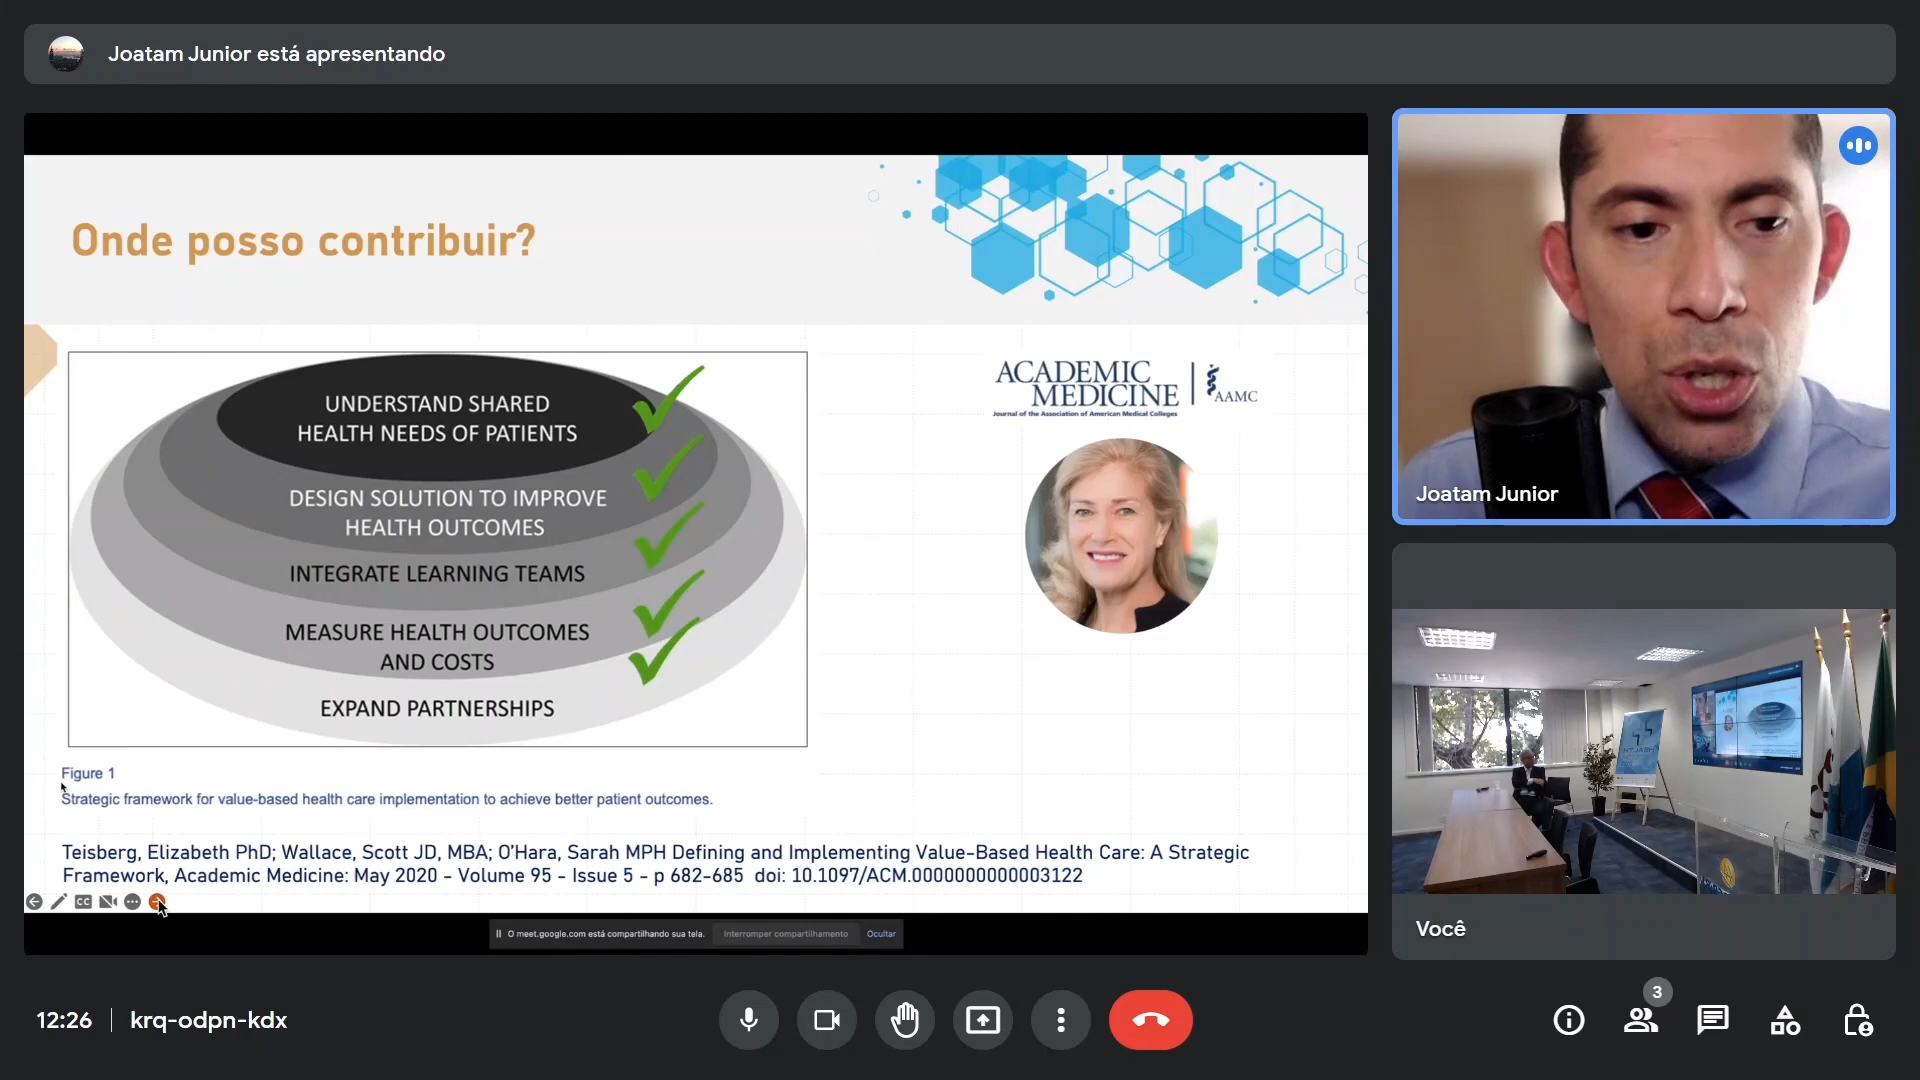 Joatam Junior está apresentando
Onde posso contribuir?
UNDERSTAND SHARED
HEALTH NEEDS OF PATIENTS
DESIGN SOLUTION TO IMPROVE
HEALTH OUTCOMES
INTEGRATE LEARNING TEAMS
MEASURE HEALTH OUTCOMES
AND COSTS
EXPAND PARTNERSHIPS
ACADEMIC
MEDICINE
AAMC
Journal of the Association of American Medical Colleges
Figure 1
Strategic framework for value-based health care implementation to achieve better patient outcomes.
Teisberg, Elizabeth PhD; Wallace, Scott JD, MBA; O'Hara, Sarah MPH Defining and Implementing Value-Based Health Care: A Strategic
Framework, Academic Medicine: May 2020 - Volume 95 - Issue 5 - p 682-685 doi: 10.1097/ACM.0000000000003122
CC
O meet.google.com está compartilhando sua tela.
Interromper compartilhamento
Ocultar
Joatam Junior
Você
12:26
krq-odpn-kdx
3